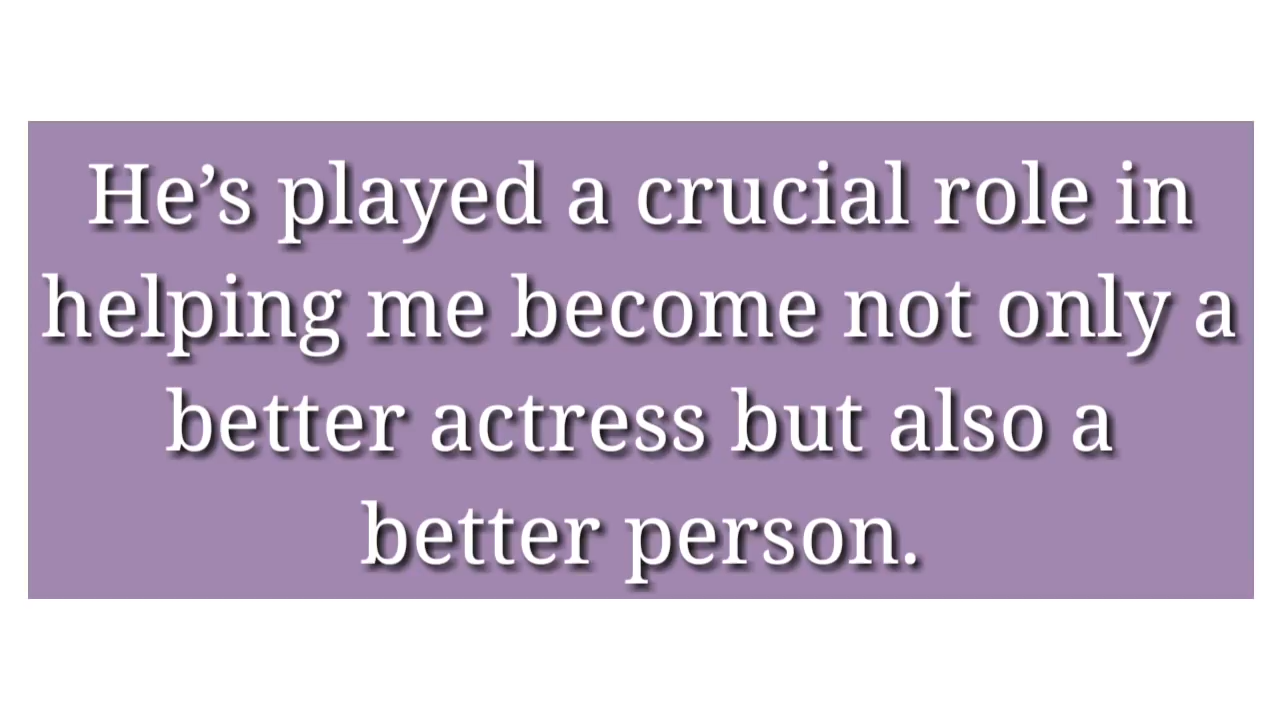 He’s played a crucial role in
helping me become not only a
better actress but also a
better person.